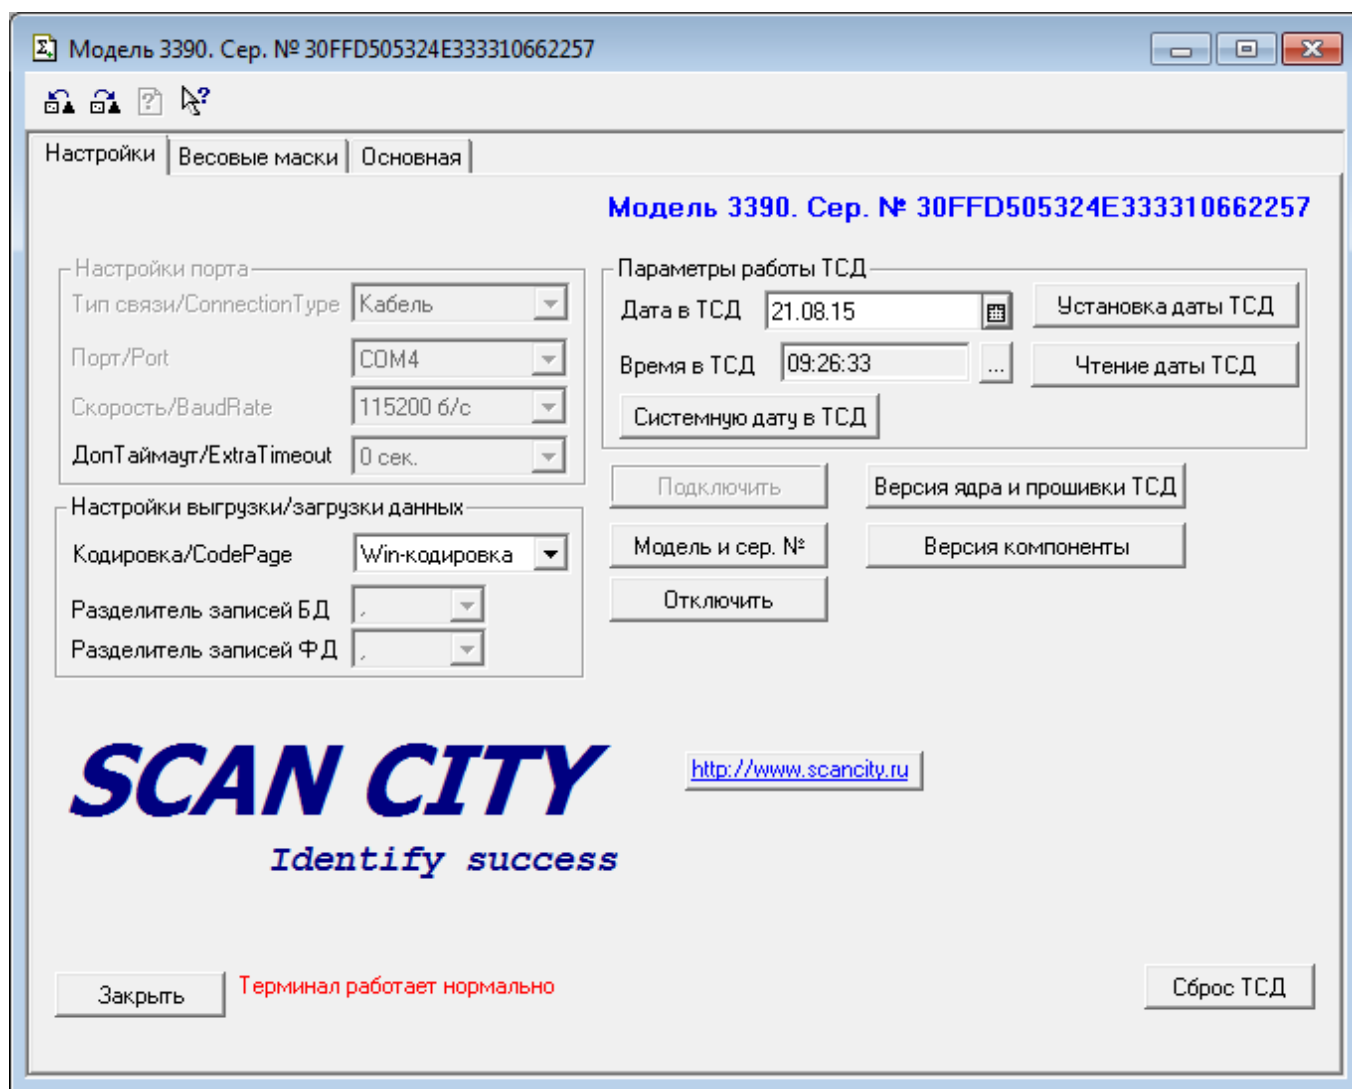 Модель 3390. Сер. № 30FFD505324E333310662257
Настройки
Весовые маски
Основная
Модель 3390. Сер. № 30FFD505324E333310662257
Настройки порта
Тип связи/ConnectionType
Кабель
Порт/Port
COM4
Скорость/BaudRate
115200 б/с
ДопТаймаут/ExtraTimeout
0 сек.
Параметры работы ТСД
Дата в ТСД
21.08.15
Установка даты ТСД
Время в ТСД
09:26:33
...
Чтение даты ТСД
Системную дату в ТСД
Настройки выгрузки/загрузки данных
Кодировка/CodePage
Win-кодировка
Разделитель записей БД
,
Разделитель записей ФД
,
Подключить
Версия ядра и прошивки ТСД
Модель и сер. №
Версия компоненты
Отключить
SCAN CITY
Identify success
http://www.scancity.ru
Закрыть
Терминал работает нормально
Сброс ТСД